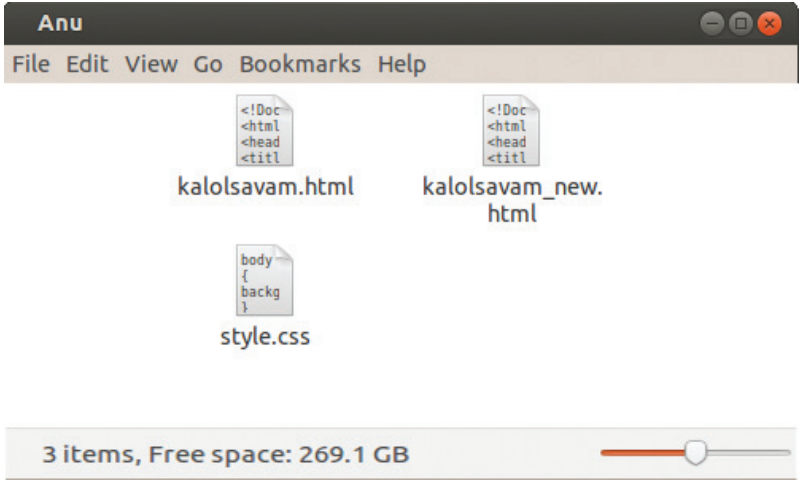 Anu
File Edit View Go Bookmarks Help
<!Doc
<html
<head
<titl
kalolsavam.html
<!Doc
<html
<head
<titl
kalolsavam_new.
html
body
{
backg
}
style.css
3 items, Free space: 269.1 GB